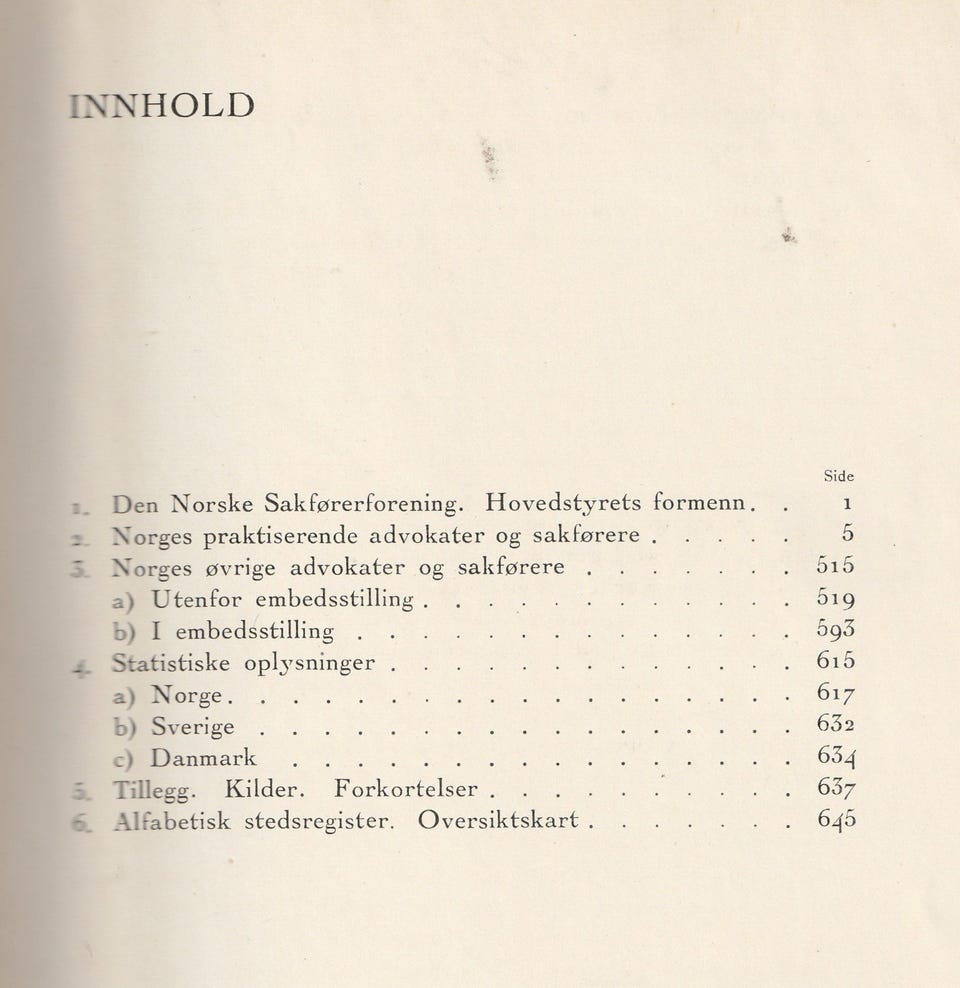 INNHOLD
Side
1. Den Norske Sakførerforening. Hovedstyrets formenn. . 1
2. Norges praktiserende advokater og sakførere . . . . . 5
3. Norges øvrige advokater og sakførere . . . . . . . 515
a) Utenfor embedsstilling . . . . . . . . . . . . 519
b) I embedsstilling . . . . . . . . . . . . . . 593
4. Statistiske oplysninger . . . . . . . . . . . . . 615
a) Norge. . . . . . . . . . . . . . . . . . 617
b) Sverige . . . . . . . . . . . . . . . . . 632
c) Danmark . . . . . . . . . . . . . . . . 634
5. Tillegg. Kilder. Forkortelser . . . . . . . . . . 637
6. Alfabetisk stedsregister. Oversiktskart . . . . . . . 645